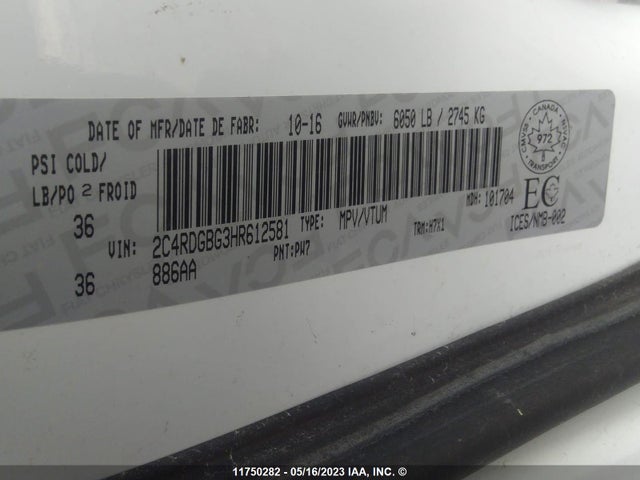 DATE OF MFR/DATE DE FABR: 10-16 GVWR/PNBV: 6050 LB / 2745 KG
PSI COLD/
LB/PO 2 FROID
36
36
VIN: 2C4RDGBG3HR612581 TYPE: MPV/VTUM MDH: 101704
886AA PNT:PW7 TRM:H7X1
CANADA
972
TRANSPORT
EC
ICES/NMB-002
11750282 - 05/16/2023 IAA, Inc. ©